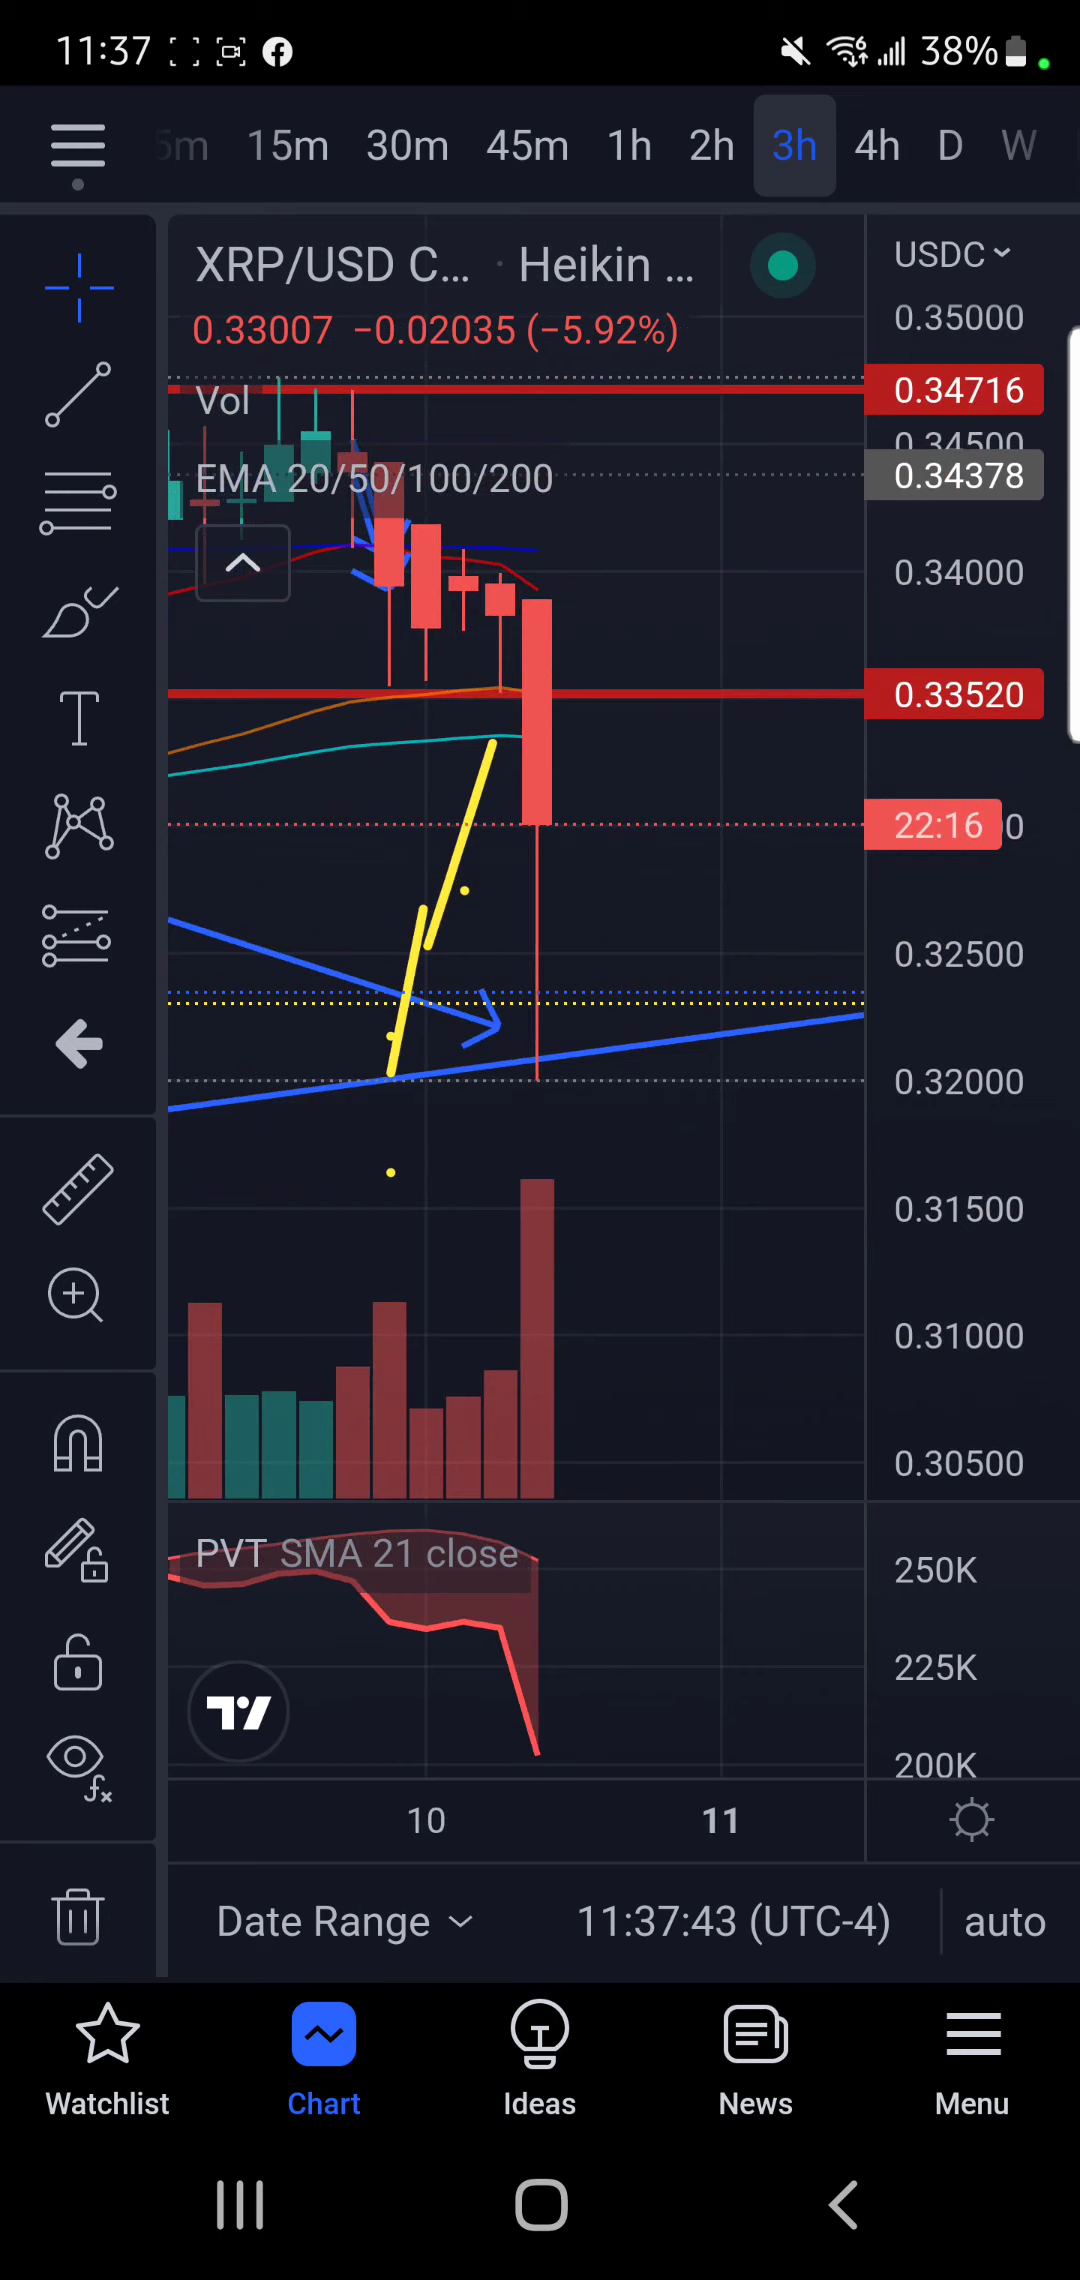 11:37 38%
5m 15m 30m 45m 1h 2h 3h 4h D W
XRP/USD C... · Heikin ...
USDC
0.33007 −0.02035 (−5.92%)
0.35000
Vol
0.34716
0.34500
EMA 20/50/100/200
0.34378
0.34000
0.33520
22:16 0
0.32500
0.32000
0.31500
0.31000
0.30500
PVT SMA 21 close
250K
225K
200K
10 11
Date Range 11:37:43 (UTC-4) auto
Watchlist Chart Ideas News Menu